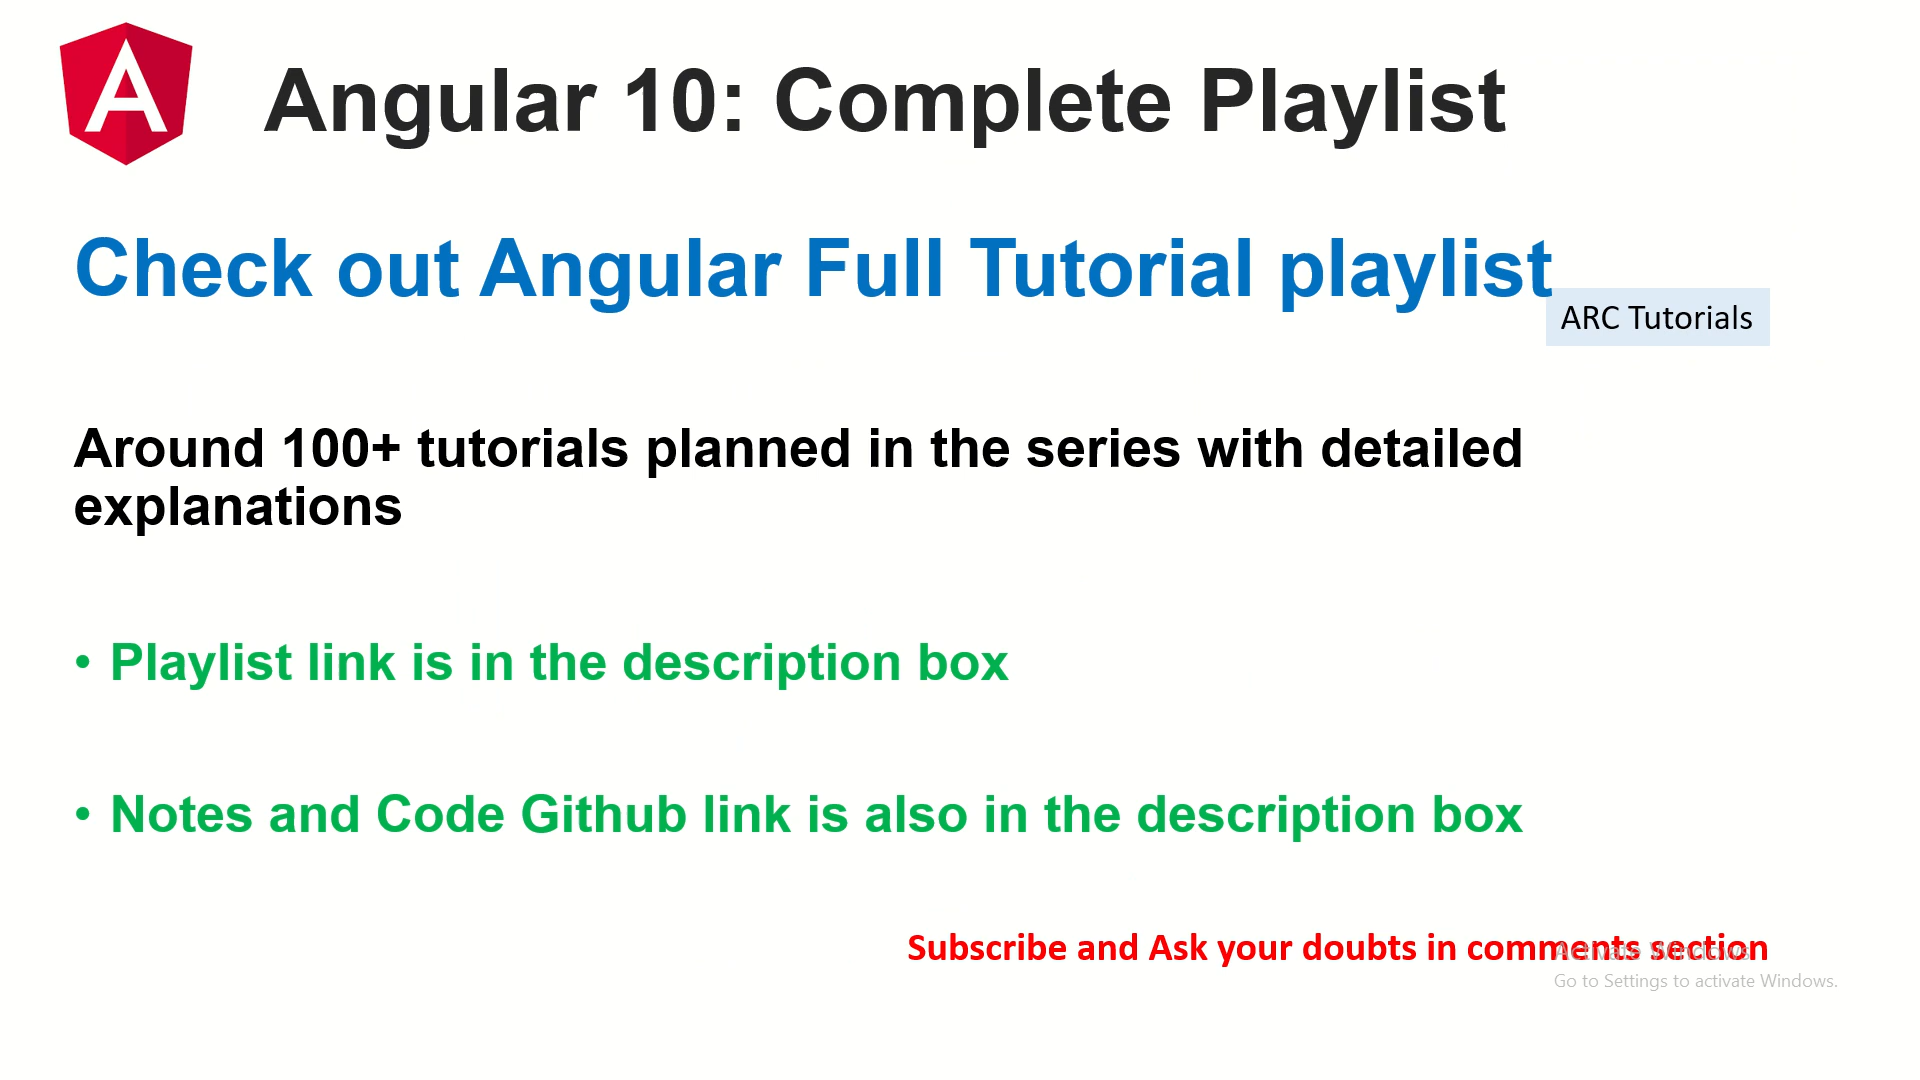 Angular 10: Complete Playlist
Check out Angular Full Tutorial playlist
ARC Tutorials
Around 100+ tutorials planned in the series with detailed
explanations
• Playlist link is in the description box
• Notes and Code Github link is also in the description box
Subscribe and Ask your doubts in comments section
Activate Windows
Go to Settings to activate Windows.